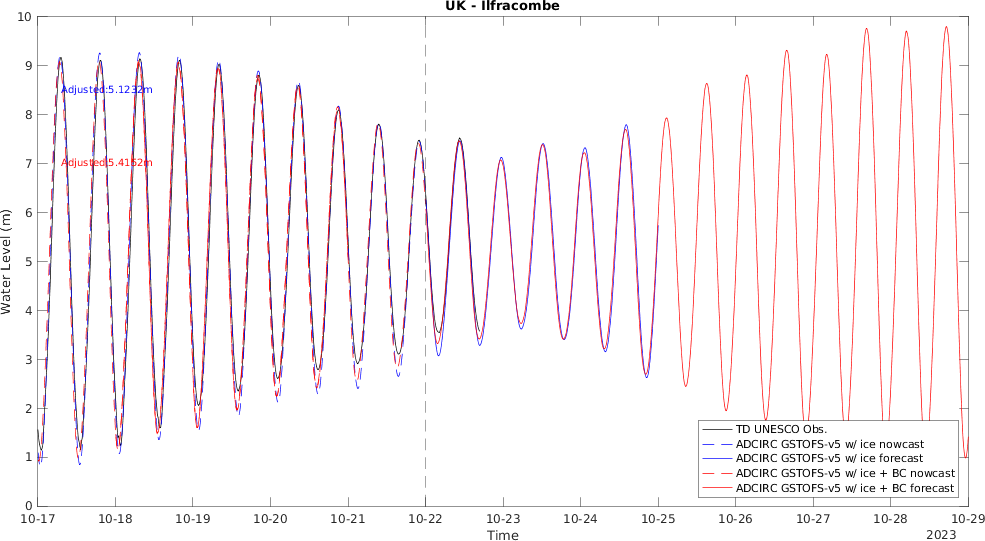 UK - Ilfracombe
10
9
8
7
6
5
4
3
2
1
0
Water Level (m)
Adjusted:5.1232m
Adjusted:5.4152m
TD UNESCO Obs.
ADCIRC GSTOFS-v5 w/ ice nowcast
ADCIRC GSTOFS-v5 w/ ice forecast
ADCIRC GSTOFS-v5 w/ ice + BC nowcast
ADCIRC GSTOFS-v5 w/ ice + BC forecast
10-17 10-18 10-19 10-20 10-21 10-22 10-23 10-24 10-25 10-26 10-27 10-28 10-29
Time
2023